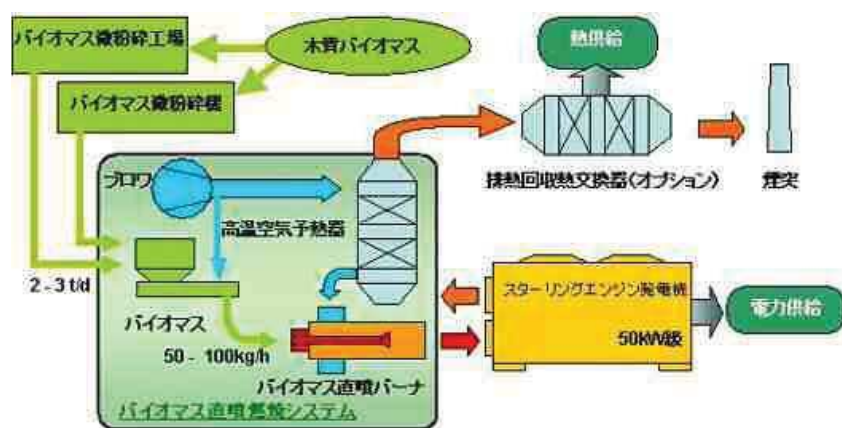 バイオマス微粉砕工場
木質バイオマス
熱供給
バイオマス微粉砕機
ブロワ
排熱回収熱交換器(オプション)
煙突
高温空気予熱器
2 - 3 t/d
バイオマス
スターリングエンジン発電機
電力供給
50kW級
50 - 100kg/h
バイオマス直噴バーナ
バイオマス直噴燃焼システム